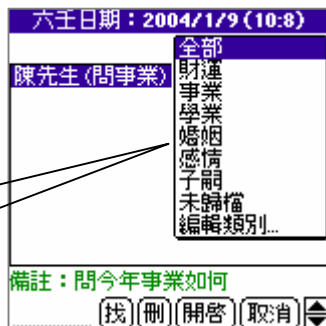 六壬日期：2004/1/9 (10:8)
全部
陳先生(問事業)
財運
事業
學業
婚姻
感情
子嗣
未歸檔
編輯類別...
備註：問今年事業如何
找 刪 開啓 取消